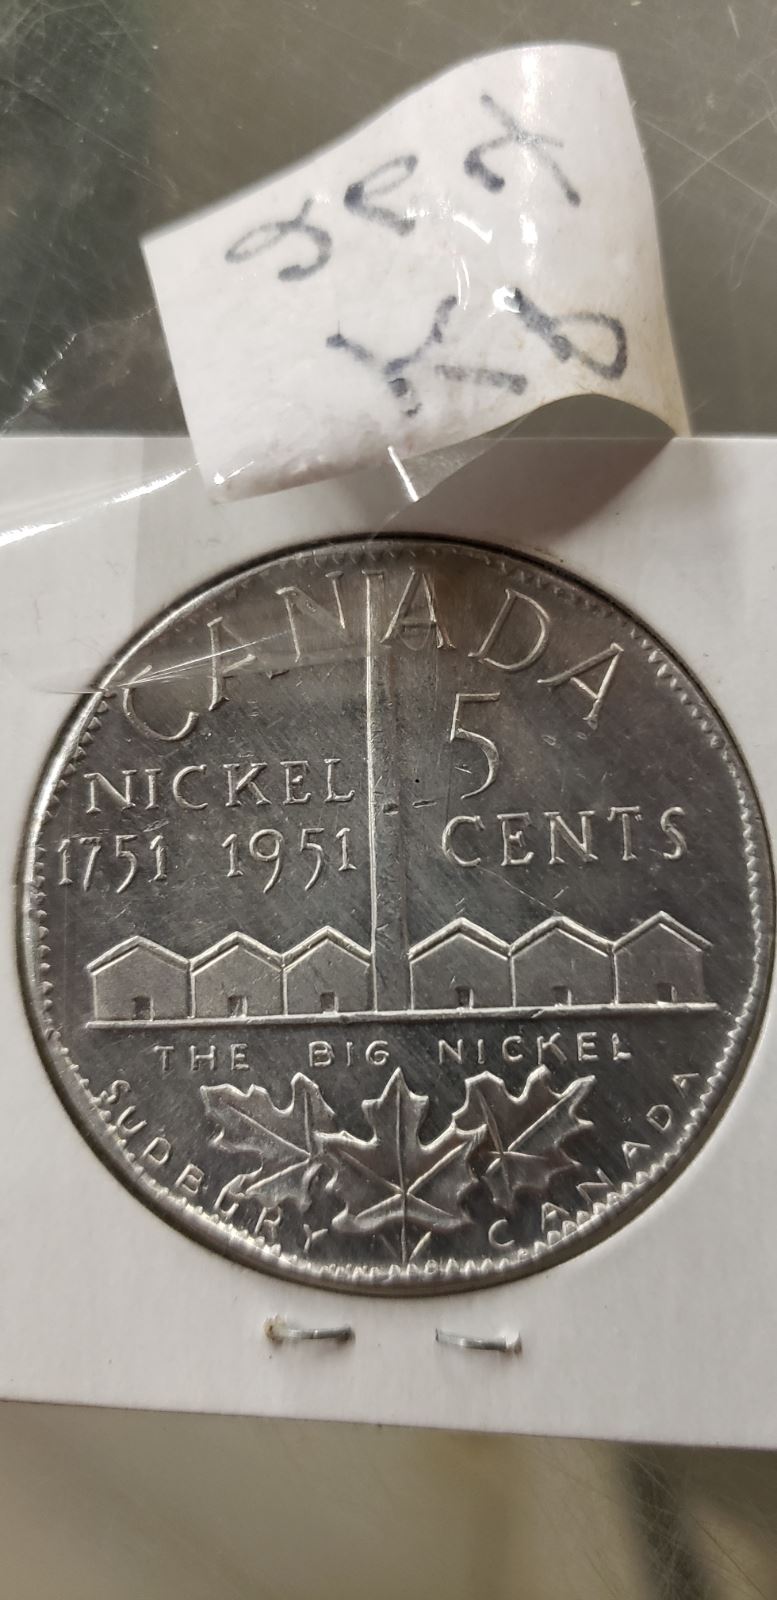 CANADA
NICKEL
1751 1951
5
CENTS
THE BIG NICKEL
SUDBURY CANADA